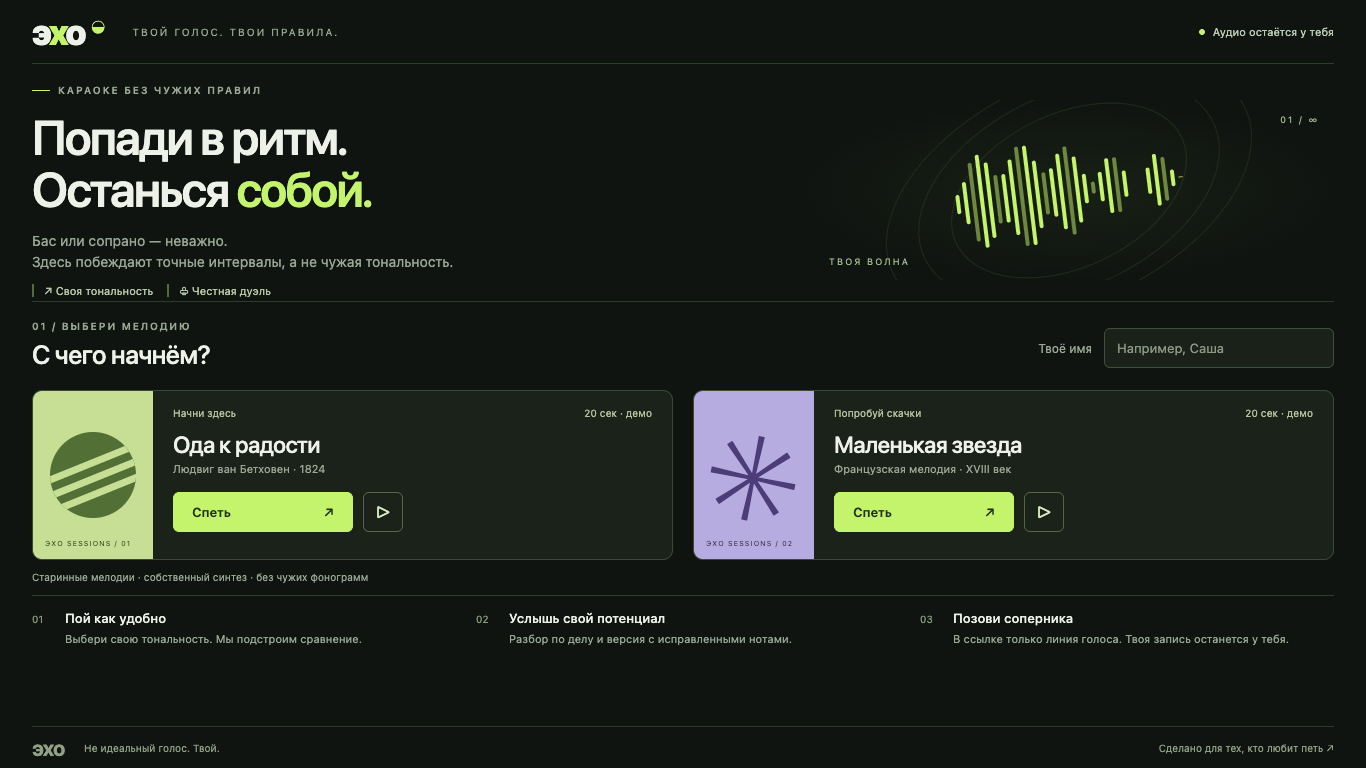 ЭХО
ТВОЙ ГОЛОС. ТВОИ ПРАВИЛА.
Аудио остаётся у тебя
КАРАОКЕ БЕЗ ЧУЖИХ ПРАВИЛ
Попади в ритм.
Останься собой.
Бас или сопрано — неважно.
Здесь побеждают точные интервалы, а не чужая тональность.
↗ Своя тональность
Честная дуэль
01 / ∞
ТВОЯ ВОЛНА
01 / ВЫБЕРИ МЕЛОДИЮ
С чего начнём?
Твоё имя
Например, Саша
Начни здесь
20 сек · демо
Ода к радости
Людвиг ван Бетховен · 1824
Спеть ↗
ЭХО SESSIONS / 01
Попробуй скачки
20 сек · демо
Маленькая звезда
Французская мелодия · XVIII век
Спеть ↗
ЭХО SESSIONS / 02
Старинные мелодии · собственный синтез · без чужих фонограмм
01 Пой как удобно
Выбери свою тональность. Мы подстроим сравнение.
02 Услышь свой потенциал
Разбор по делу и версия с исправленными нотами.
03 Позови соперника
В ссылке только линия голоса. Твоя запись останется у тебя.
ЭХО
Не идеальный голос. Твой.
Сделано для тех, кто любит петь ↗